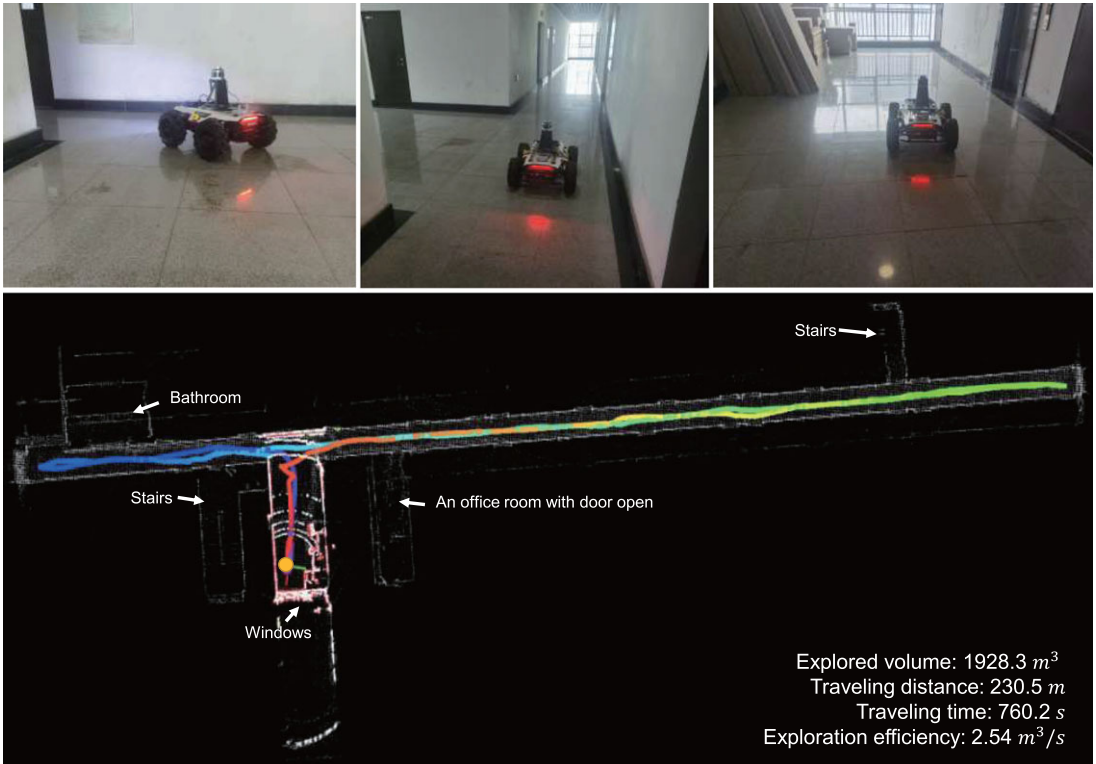 Stairs
Bathroom
Stairs
An office room with door open
Windows
Explored volume: 1928.3 m³
Traveling distance: 230.5 m
Traveling time: 760.2 s
Exploration efficiency: 2.54 m³/s